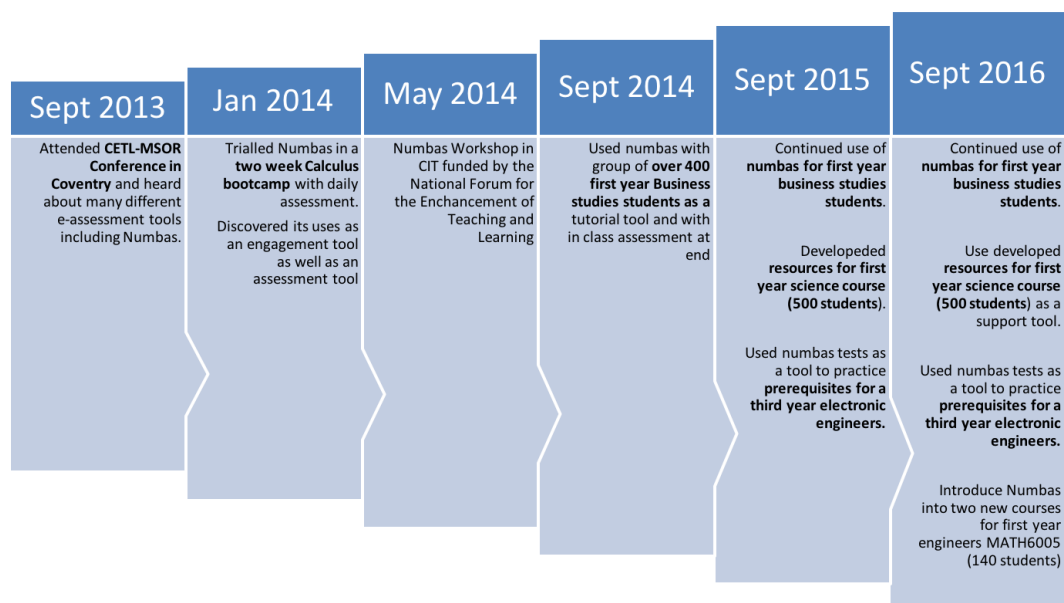 Sept 2013
Attended CETL-MSOR
Conference in
Coventry and heard
about many different
e-assessment tools
including Numbas.
Jan 2014
Trialled Numbas in a
two week Calculus
bootcamp with daily
assessment.
Discovered its uses as
an engagement tool
as well as an
assessment tool
May 2014
Numbas Workshop in
CIT funded by the
National Forum for
the Enchancement of
Teaching and
Learning
Sept 2014
Used numbas with
group of over 400
first year Business
studies students as a
tutorial tool and with
in class assessment at
end
Sept 2015
Continued use of
numbas for first year
business studies
students.
Developeded
resources for first
year science course
(500 students).
Used numbas tests as
a tool to practice
prerequisites for a
third year electronic
engineers.
Sept 2016
Continued use of
numbas for first year
business studies
students.
Use developed
resources for first
year science course
(500 students) as a
support tool.
Used numbas tests as
a tool to practice
prerequisites for a
third year electronic
engineers.
Introduce Numbas
into two new courses
for first year
engineers MATH6005
(140 students)